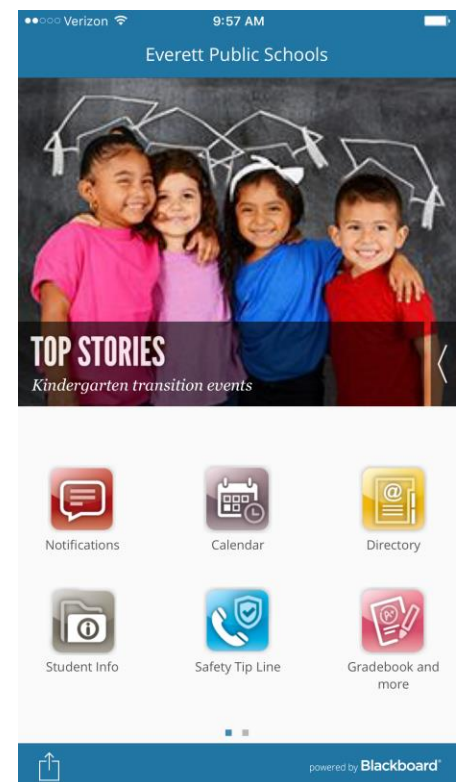 Verizon 9:57 AM
Everett Public Schools
TOP STORIES
Kindergarten transition events
Notifications Calendar Directory
Student Info Safety Tip Line Gradebook and
more
powered by Blackboard